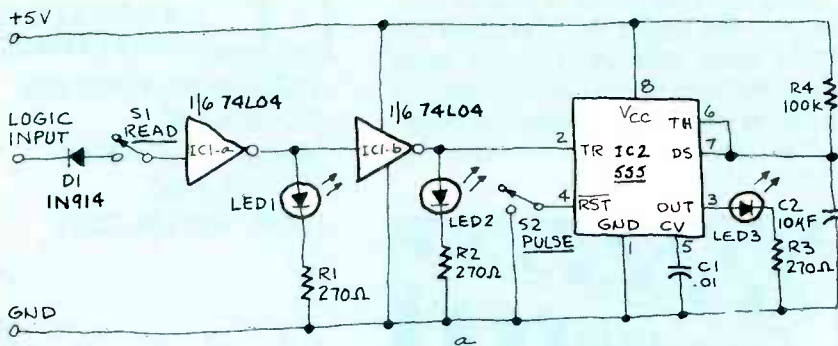 +5V
LOGIC
INPUT
D1
1N914
S1
READ
1/6 74L04
IC1-a
LED1
R1
270Ω
1/6 74L04
IC1-b
LED2
R2
270Ω
S2
PULSE
2
4
8
VCC
TH
6
TR
IC2
DS
7
555
RST
OUT
3
GND
CV
1
5
C1
.01
LED3
R4
100K
C2
10µF
R3
270Ω
GND
a